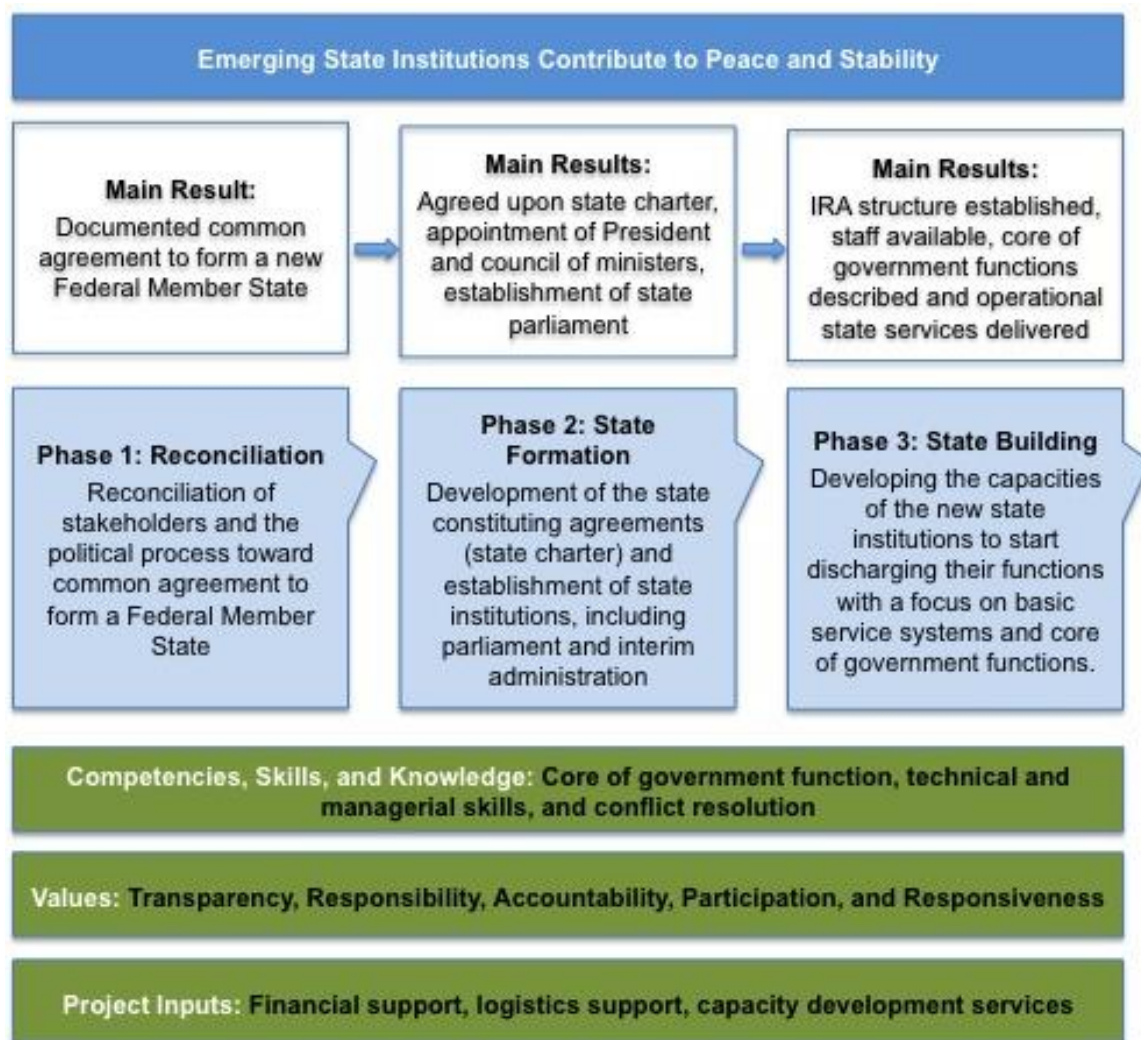 Emerging State Institutions Contribute to Peace and Stability
Main Result:
Documented common
agreement to form a new
Federal Member State
Main Results:
Agreed upon state charter,
appointment of President
and council of ministers,
establishment of state
parliament
Main Results:
IRA structure established,
staff available, core of
government functions
described and operational
state services delivered
Phase 1: Reconciliation
Reconciliation of
stakeholders and the
political process toward
common agreement to
form a Federal Member
State
Phase 2: State
Formation
Development of the state
constituting agreements
(state charter) and
establishment of state
institutions, including
parliament and interim
administration
Phase 3: State Building
Developing the capacities
of the new state
institutions to start
discharging their functions
with a focus on basic
service systems and core
of government functions.
Competencies, Skills, and Knowledge: Core of government function, technical and
managerial skills, and conflict resolution
Values: Transparency, Responsibility, Accountability, Participation, and Responsiveness
Project Inputs: Financial support, logistics support, capacity development services